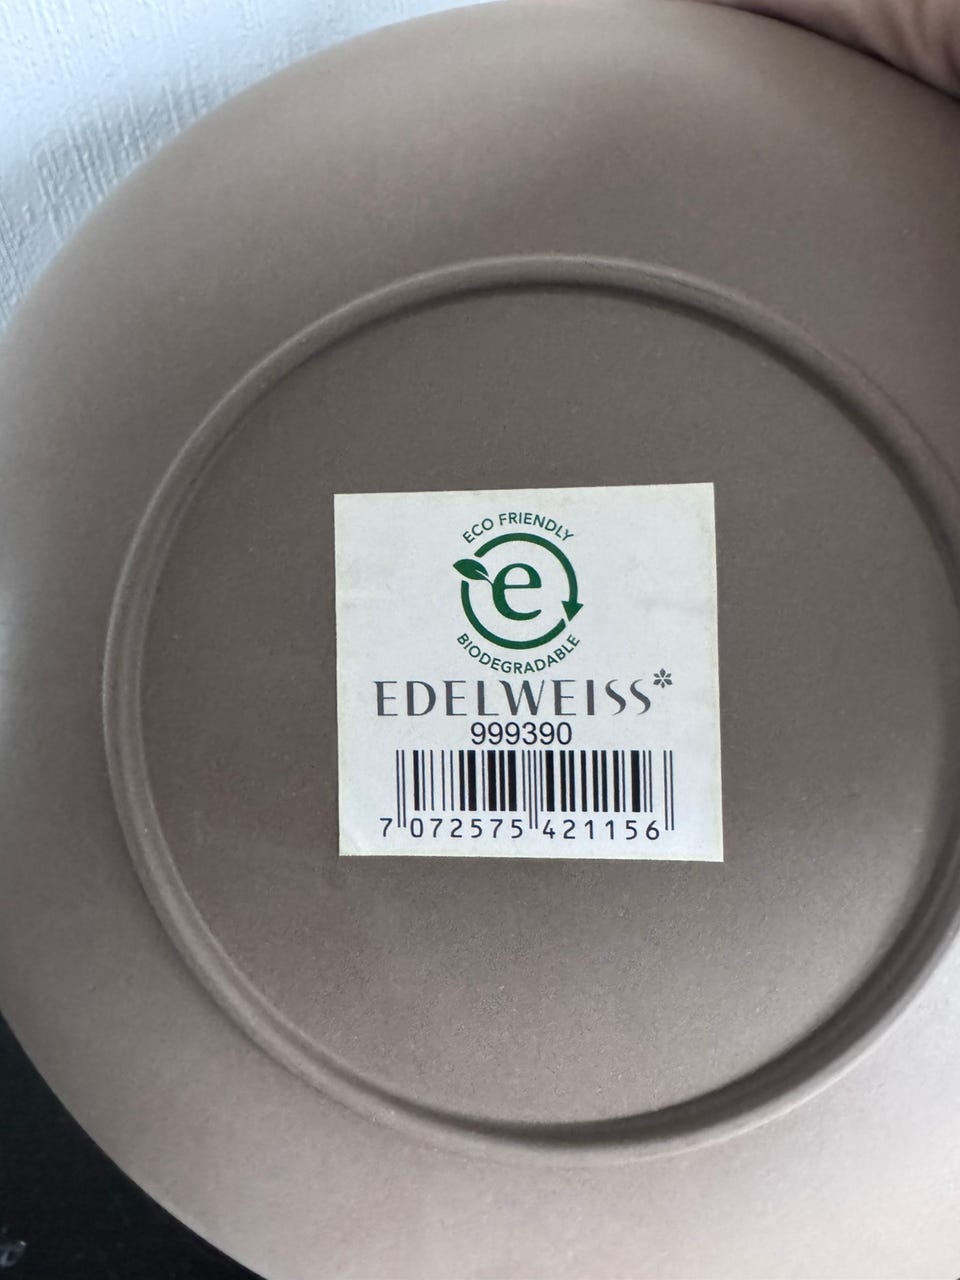 ECO FRIENDLY
e
BIODEGRADABLE
EDELWEISS*
999390
7 072575 421156